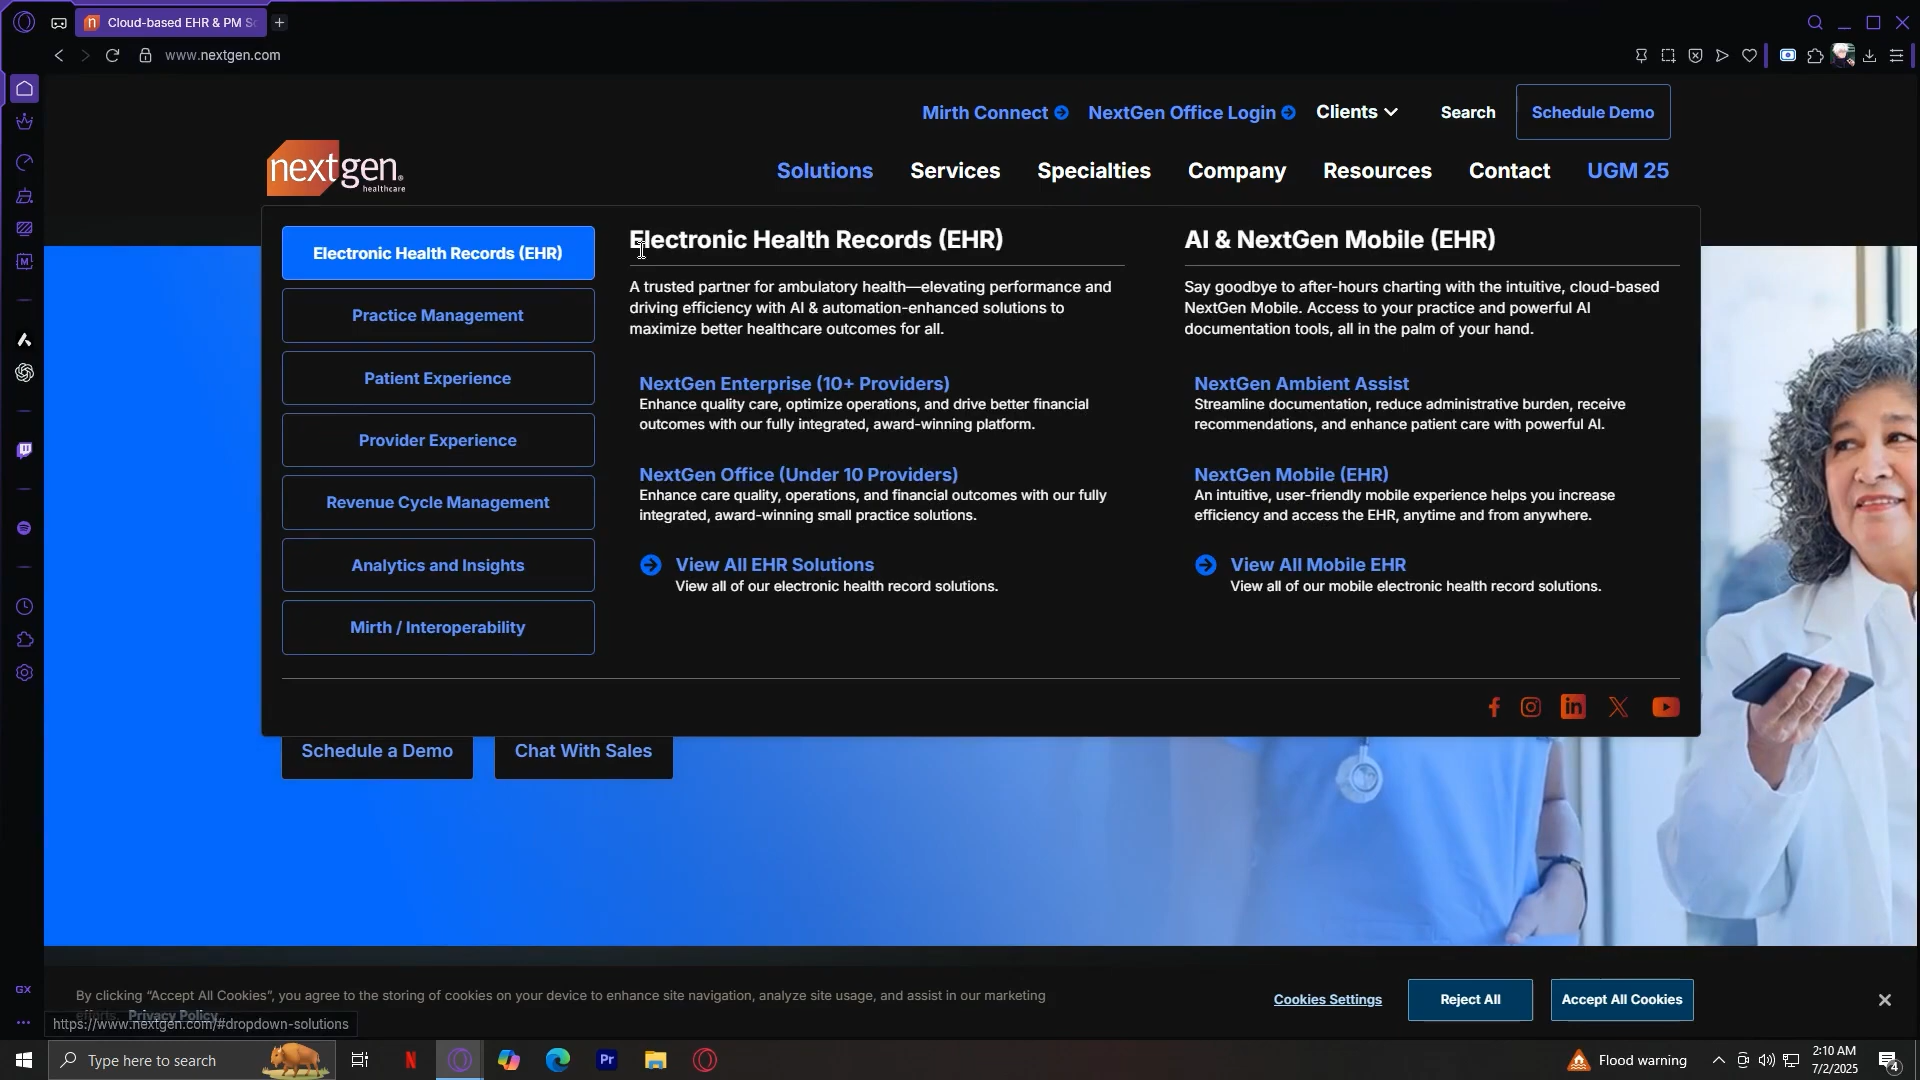 Cloud-based EHR & PM S
www.nextgen.com
Mirth Connect
NextGen Office Login
Clients
Search
Schedule Demo
nextgen.
healthcare
Solutions
Services
Specialties
Company
Resources
Contact
UGM 25
Electronic Health Records (EHR)
Practice Management
Patient Experience
Provider Experience
Revenue Cycle Management
Analytics and Insights
Mirth / Interoperability
Electronic Health Records (EHR)
A trusted partner for ambulatory health—elevating performance and
driving efficiency with AI & automation-enhanced solutions to
maximize better healthcare outcomes for all.
NextGen Enterprise (10+ Providers)
Enhance quality care, optimize operations, and drive better financial
outcomes with our fully integrated, award-winning platform.
NextGen Office (Under 10 Providers)
Enhance care quality, operations, and financial outcomes with our fully
integrated, award-winning small practice solutions.
View All EHR Solutions
View all of our electronic health record solutions.
AI & NextGen Mobile (EHR)
Say goodbye to after-hours charting with the intuitive, cloud-based
NextGen Mobile. Access to your practice and powerful AI
documentation tools, all in the palm of your hand.
NextGen Ambient Assist
Streamline documentation, reduce administrative burden, receive
recommendations, and enhance patient care with powerful AI.
NextGen Mobile (EHR)
An intuitive, user-friendly mobile experience helps you increase
efficiency and access the EHR, anytime and from anywhere.
View All Mobile EHR
View all of our mobile electronic health record solutions.
Schedule a Demo
Chat With Sales
By clicking “Accept All Cookies”, you agree to the storing of cookies on your device to enhance site navigation, analyze site usage, and assist in our marketing
efforts. Privacy Policy
Cookies Settings
Reject All
Accept All Cookies
https://www.nextgen.com/#dropdown-solutions
GX
Type here to search
Pr
Flood warning
2:10 AM
7/2/2025
4